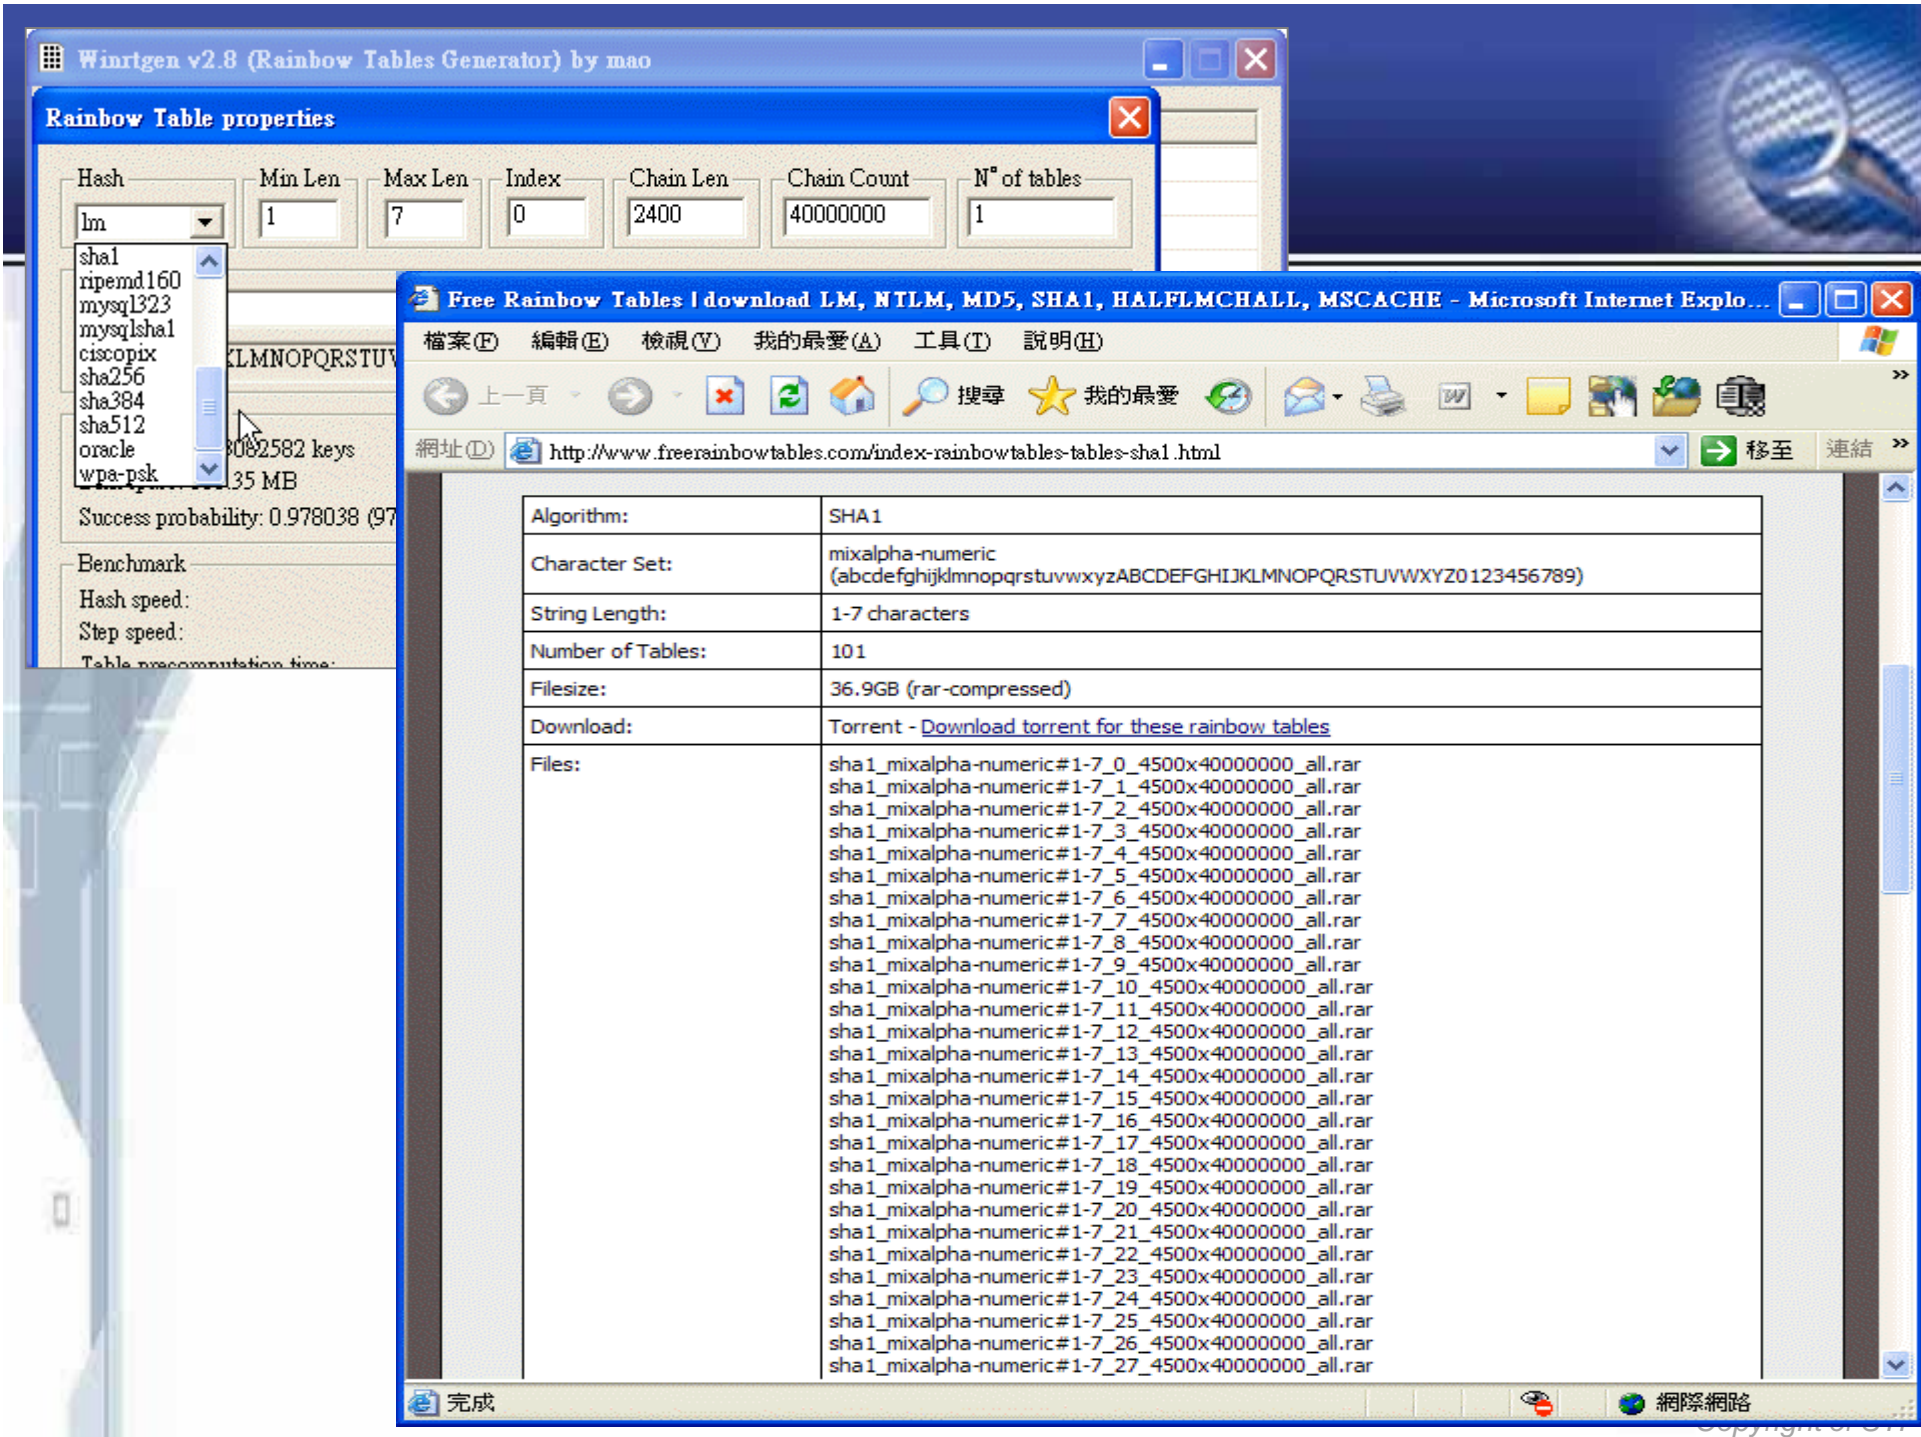 Winrtgen v2.8 (Rainbow Tables Generator) by mao
Rainbow Table properties
Hash
Min Len
Max Len
Index
Chain Len
Chain Count
N° of tables
lm
1
7
0
2400
40000000
1
sha1
ripemd160
mysql323
mysqlsha1
ciscopix
sha256
sha384
sha512
oracle
wpa-psk
KLMNOPQRSTUV
082582 keys
35 MB
Success probability: 0.978038 (97
Benchmark
Hash speed:
Step speed:
Table precomputation time:
Free Rainbow Tables | download LM, NTLM, MD5, SHA1, HALFLMCHALL, MSCACHE - Microsoft Internet Explo...
檔案(F) 編輯(E) 檢視(V) 我的最愛(A) 工具(T) 說明(H)
上一頁 搜尋 我的最愛
網址(D) http://www.freerainbowtables.com/index-rainbowtables-tables-sha1.html 移至 連結
Algorithm: SHA1
Character Set: mixalpha-numeric
(abcdefghijklmnopqrstuvwxyzABCDEFGHIJKLMNOPQRSTUVWXYZ0123456789)
String Length: 1-7 characters
Number of Tables: 101
Filesize: 36.9GB (rar-compressed)
Download: Torrent - Download torrent for these rainbow tables
Files: sha1_mixalpha-numeric#1-7_0_4500x40000000_all.rar
sha1_mixalpha-numeric#1-7_1_4500x40000000_all.rar
sha1_mixalpha-numeric#1-7_2_4500x40000000_all.rar
sha1_mixalpha-numeric#1-7_3_4500x40000000_all.rar
sha1_mixalpha-numeric#1-7_4_4500x40000000_all.rar
sha1_mixalpha-numeric#1-7_5_4500x40000000_all.rar
sha1_mixalpha-numeric#1-7_6_4500x40000000_all.rar
sha1_mixalpha-numeric#1-7_7_4500x40000000_all.rar
sha1_mixalpha-numeric#1-7_8_4500x40000000_all.rar
sha1_mixalpha-numeric#1-7_9_4500x40000000_all.rar
sha1_mixalpha-numeric#1-7_10_4500x40000000_all.rar
sha1_mixalpha-numeric#1-7_11_4500x40000000_all.rar
sha1_mixalpha-numeric#1-7_12_4500x40000000_all.rar
sha1_mixalpha-numeric#1-7_13_4500x40000000_all.rar
sha1_mixalpha-numeric#1-7_14_4500x40000000_all.rar
sha1_mixalpha-numeric#1-7_15_4500x40000000_all.rar
sha1_mixalpha-numeric#1-7_16_4500x40000000_all.rar
sha1_mixalpha-numeric#1-7_17_4500x40000000_all.rar
sha1_mixalpha-numeric#1-7_18_4500x40000000_all.rar
sha1_mixalpha-numeric#1-7_19_4500x40000000_all.rar
sha1_mixalpha-numeric#1-7_20_4500x40000000_all.rar
sha1_mixalpha-numeric#1-7_21_4500x40000000_all.rar
sha1_mixalpha-numeric#1-7_22_4500x40000000_all.rar
sha1_mixalpha-numeric#1-7_23_4500x40000000_all.rar
sha1_mixalpha-numeric#1-7_24_4500x40000000_all.rar
sha1_mixalpha-numeric#1-7_25_4500x40000000_all.rar
sha1_mixalpha-numeric#1-7_26_4500x40000000_all.rar
sha1_mixalpha-numeric#1-7_27_4500x40000000_all.rar
完成 網際網路